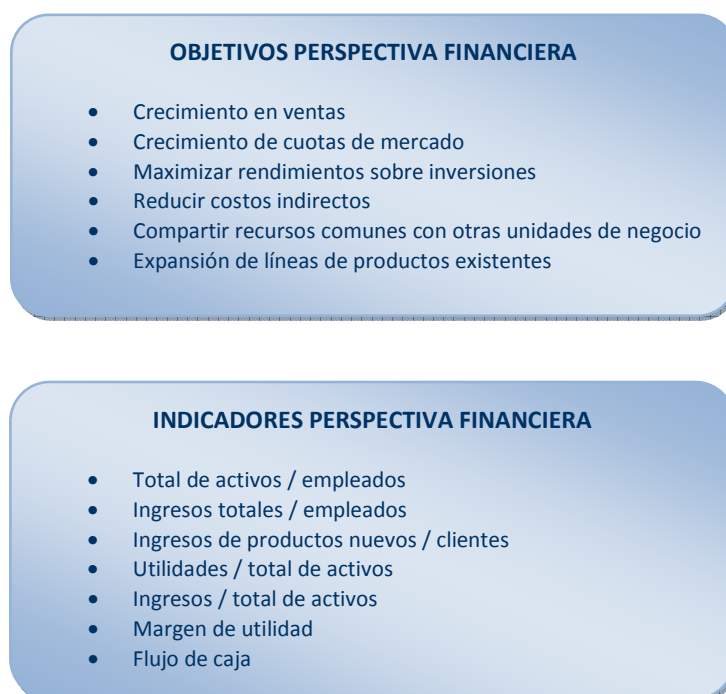 OBJETIVOS PERSPECTIVA FINANCIERA
• Crecimiento en ventas
• Crecimiento de cuotas de mercado
• Maximizar rendimientos sobre inversiones
• Reducir costos indirectos
• Compartir recursos comunes con otras unidades de negocio
• Expansión de líneas de productos existentes
INDICADORES PERSPECTIVA FINANCIERA
• Total de activos / empleados
• Ingresos totales / empleados
• Ingresos de productos nuevos / clientes
• Utilidades / total de activos
• Ingresos / total de activos
• Margen de utilidad
• Flujo de caja